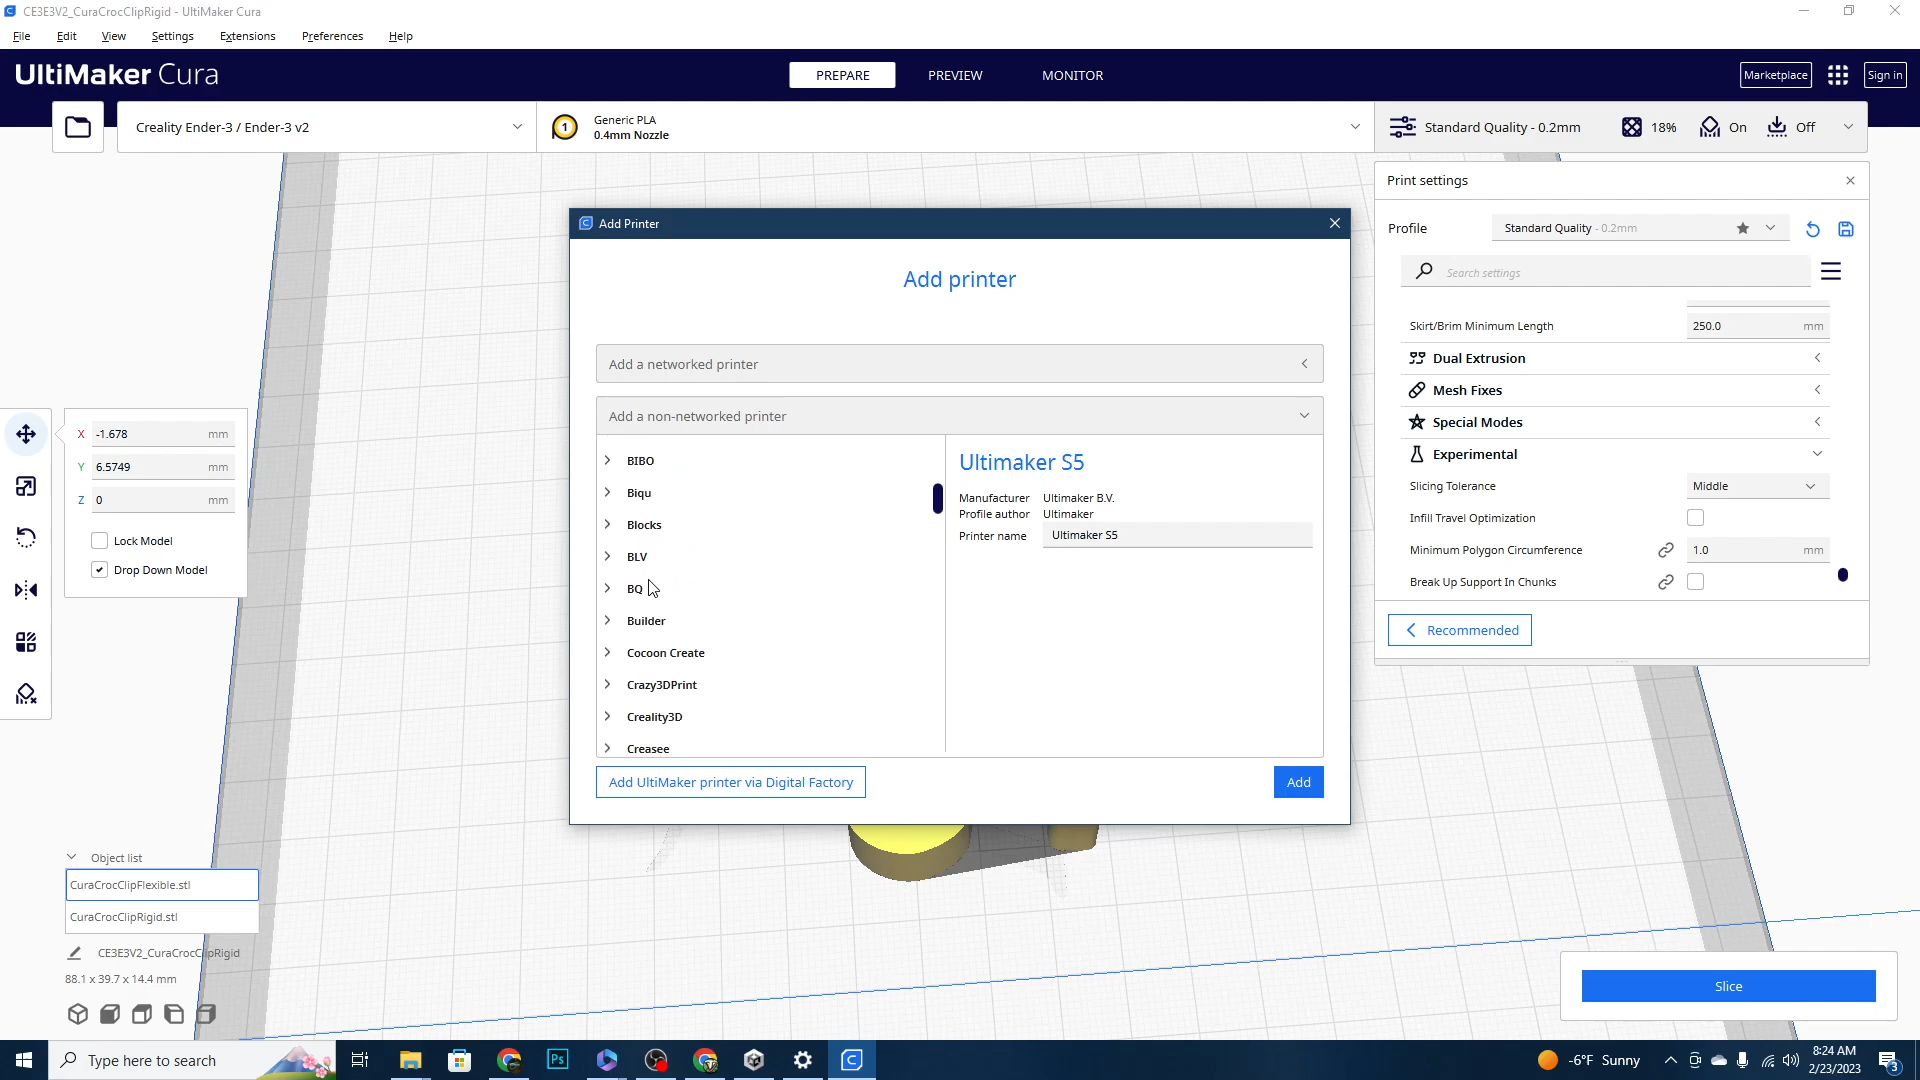 CE3E3V2_CuraCrocClipRigid - UltiMaker Cura
File Edit View Settings Extensions Preferences Help
UltiMaker Cura
PREPARE PREVIEW MONITOR
Marketplace
Sign in
Creality Ender-3 / Ender-3 v2
1
Generic PLA
0.4mm Nozzle
Standard Quality - 0.2mm
18%
On
Off
Print settings
Profile
Standard Quality - 0.2mm
Search settings
Skirt/Brim Minimum Length
250.0 mm
Dual Extrusion
Mesh Fixes
Special Modes
Experimental
Slicing Tolerance
Middle
Infill Travel Optimization
Minimum Polygon Circumference
1.0 mm
Break Up Support In Chunks
Recommended
Add Printer
Add printer
Add a networked printer
Add a non-networked printer
BIBO
Biqu
Blocks
BLV
BQ
Builder
Cocoon Create
Crazy3DPrint
Creality3D
Creasee
Ultimaker S5
Manufacturer Ultimaker B.V.
Profile author Ultimaker
Printer name Ultimaker S5
Add UltiMaker printer via Digital Factory
Add
X -1.678 mm
Y 6.5749 mm
Z 0 mm
Lock Model
Drop Down Model
Object list
CuraCrocClipFlexible.stl
CuraCrocClipRigid.stl
CE3E3V2_CuraCrocClipRigid
88.1 x 39.7 x 14.4 mm
Slice
Type here to search
Ps
-6°F Sunny
8:24 AM
2/23/2023
3